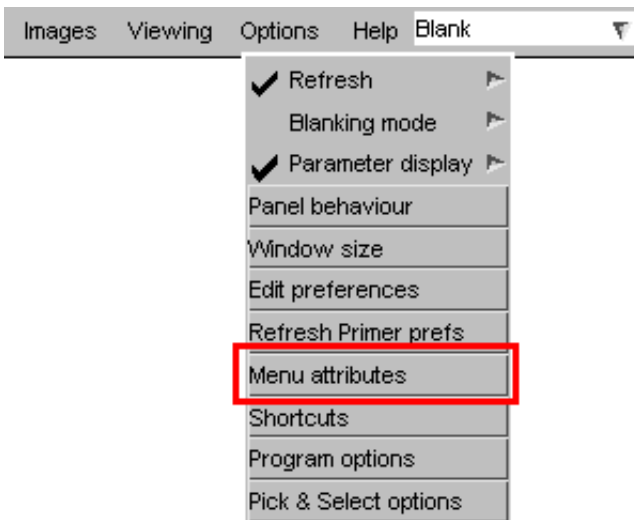 Images Viewing Options Help Blank
Refresh
Blanking mode
Parameter display
Panel behaviour
Window size
Edit preferences
Refresh Primer prefs
Menu attributes
Shortcuts
Program options
Pick & Select options